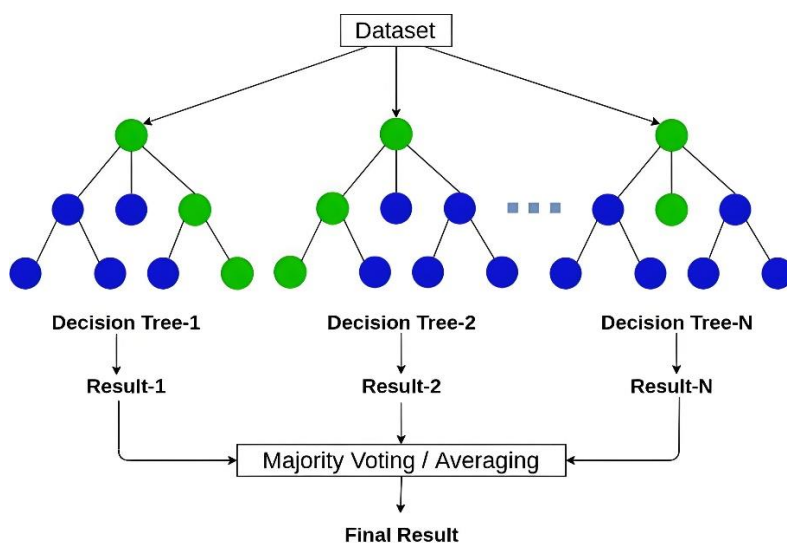 Dataset
Decision Tree-1
Decision Tree-2
Decision Tree-N
Result-1
Result-2
Result-N
Majority Voting / Averaging
Final Result